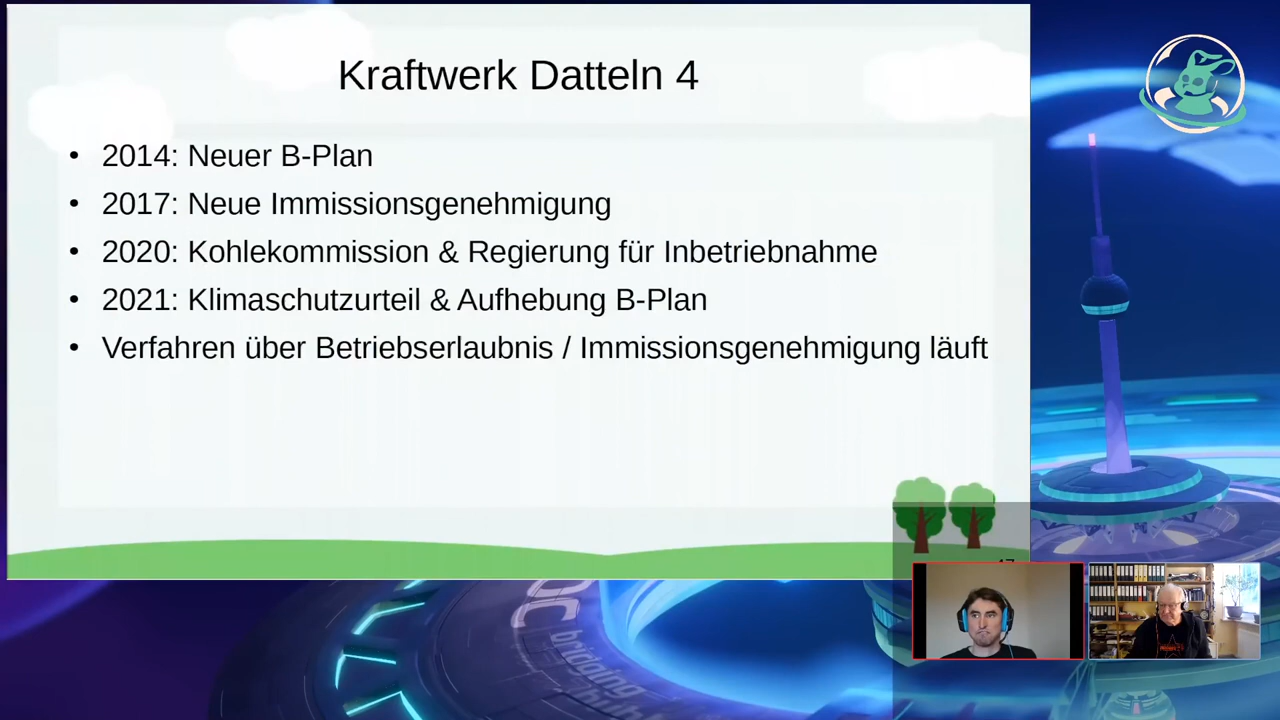 Kraftwerk Datteln 4
• 2014: Neuer B-Plan
• 2017: Neue Immissionsgenehmigung
• 2020: Kohlekommission & Regierung für Inbetriebnahme
• 2021: Klimaschutzurteil & Aufhebung B-Plan
• Verfahren über Betriebserlaubnis / Immissionsgenehmigung läuft
bridging